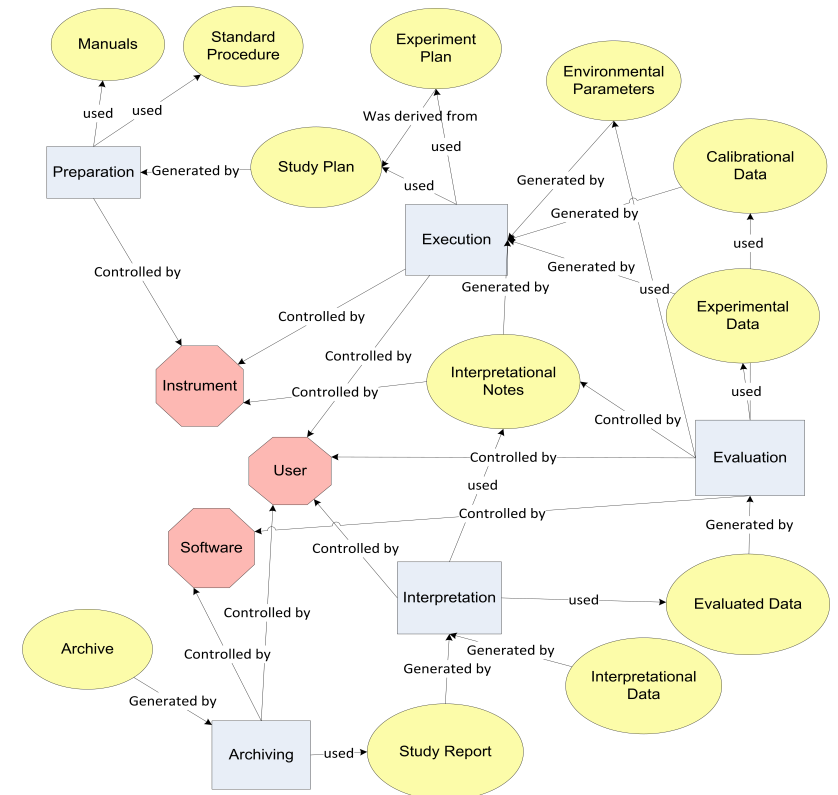 Manuals
Standard
Procedure
Experiment
Plan
Environmental
Parameters
used
used
Was derived from
used
Calibrational
Data
Preparation
Generated by
Study Plan
used
Generated by
Generated by
Execution
used
Controlled by
Generated by
Generated by
used
Experimental
Data
Controlled by
Controlled by
Instrument
Interpretational
Notes
Controlled by
used
Controlled by
User
Controlled by
Evaluation
used
Controlled by
Generated by
Software
Controlled by
Interpretation
used
Evaluated Data
Controlled by
Archive
Controlled by
Generated by
Generated by
Interpretational
Data
Generated by
Archiving
used
Study Report